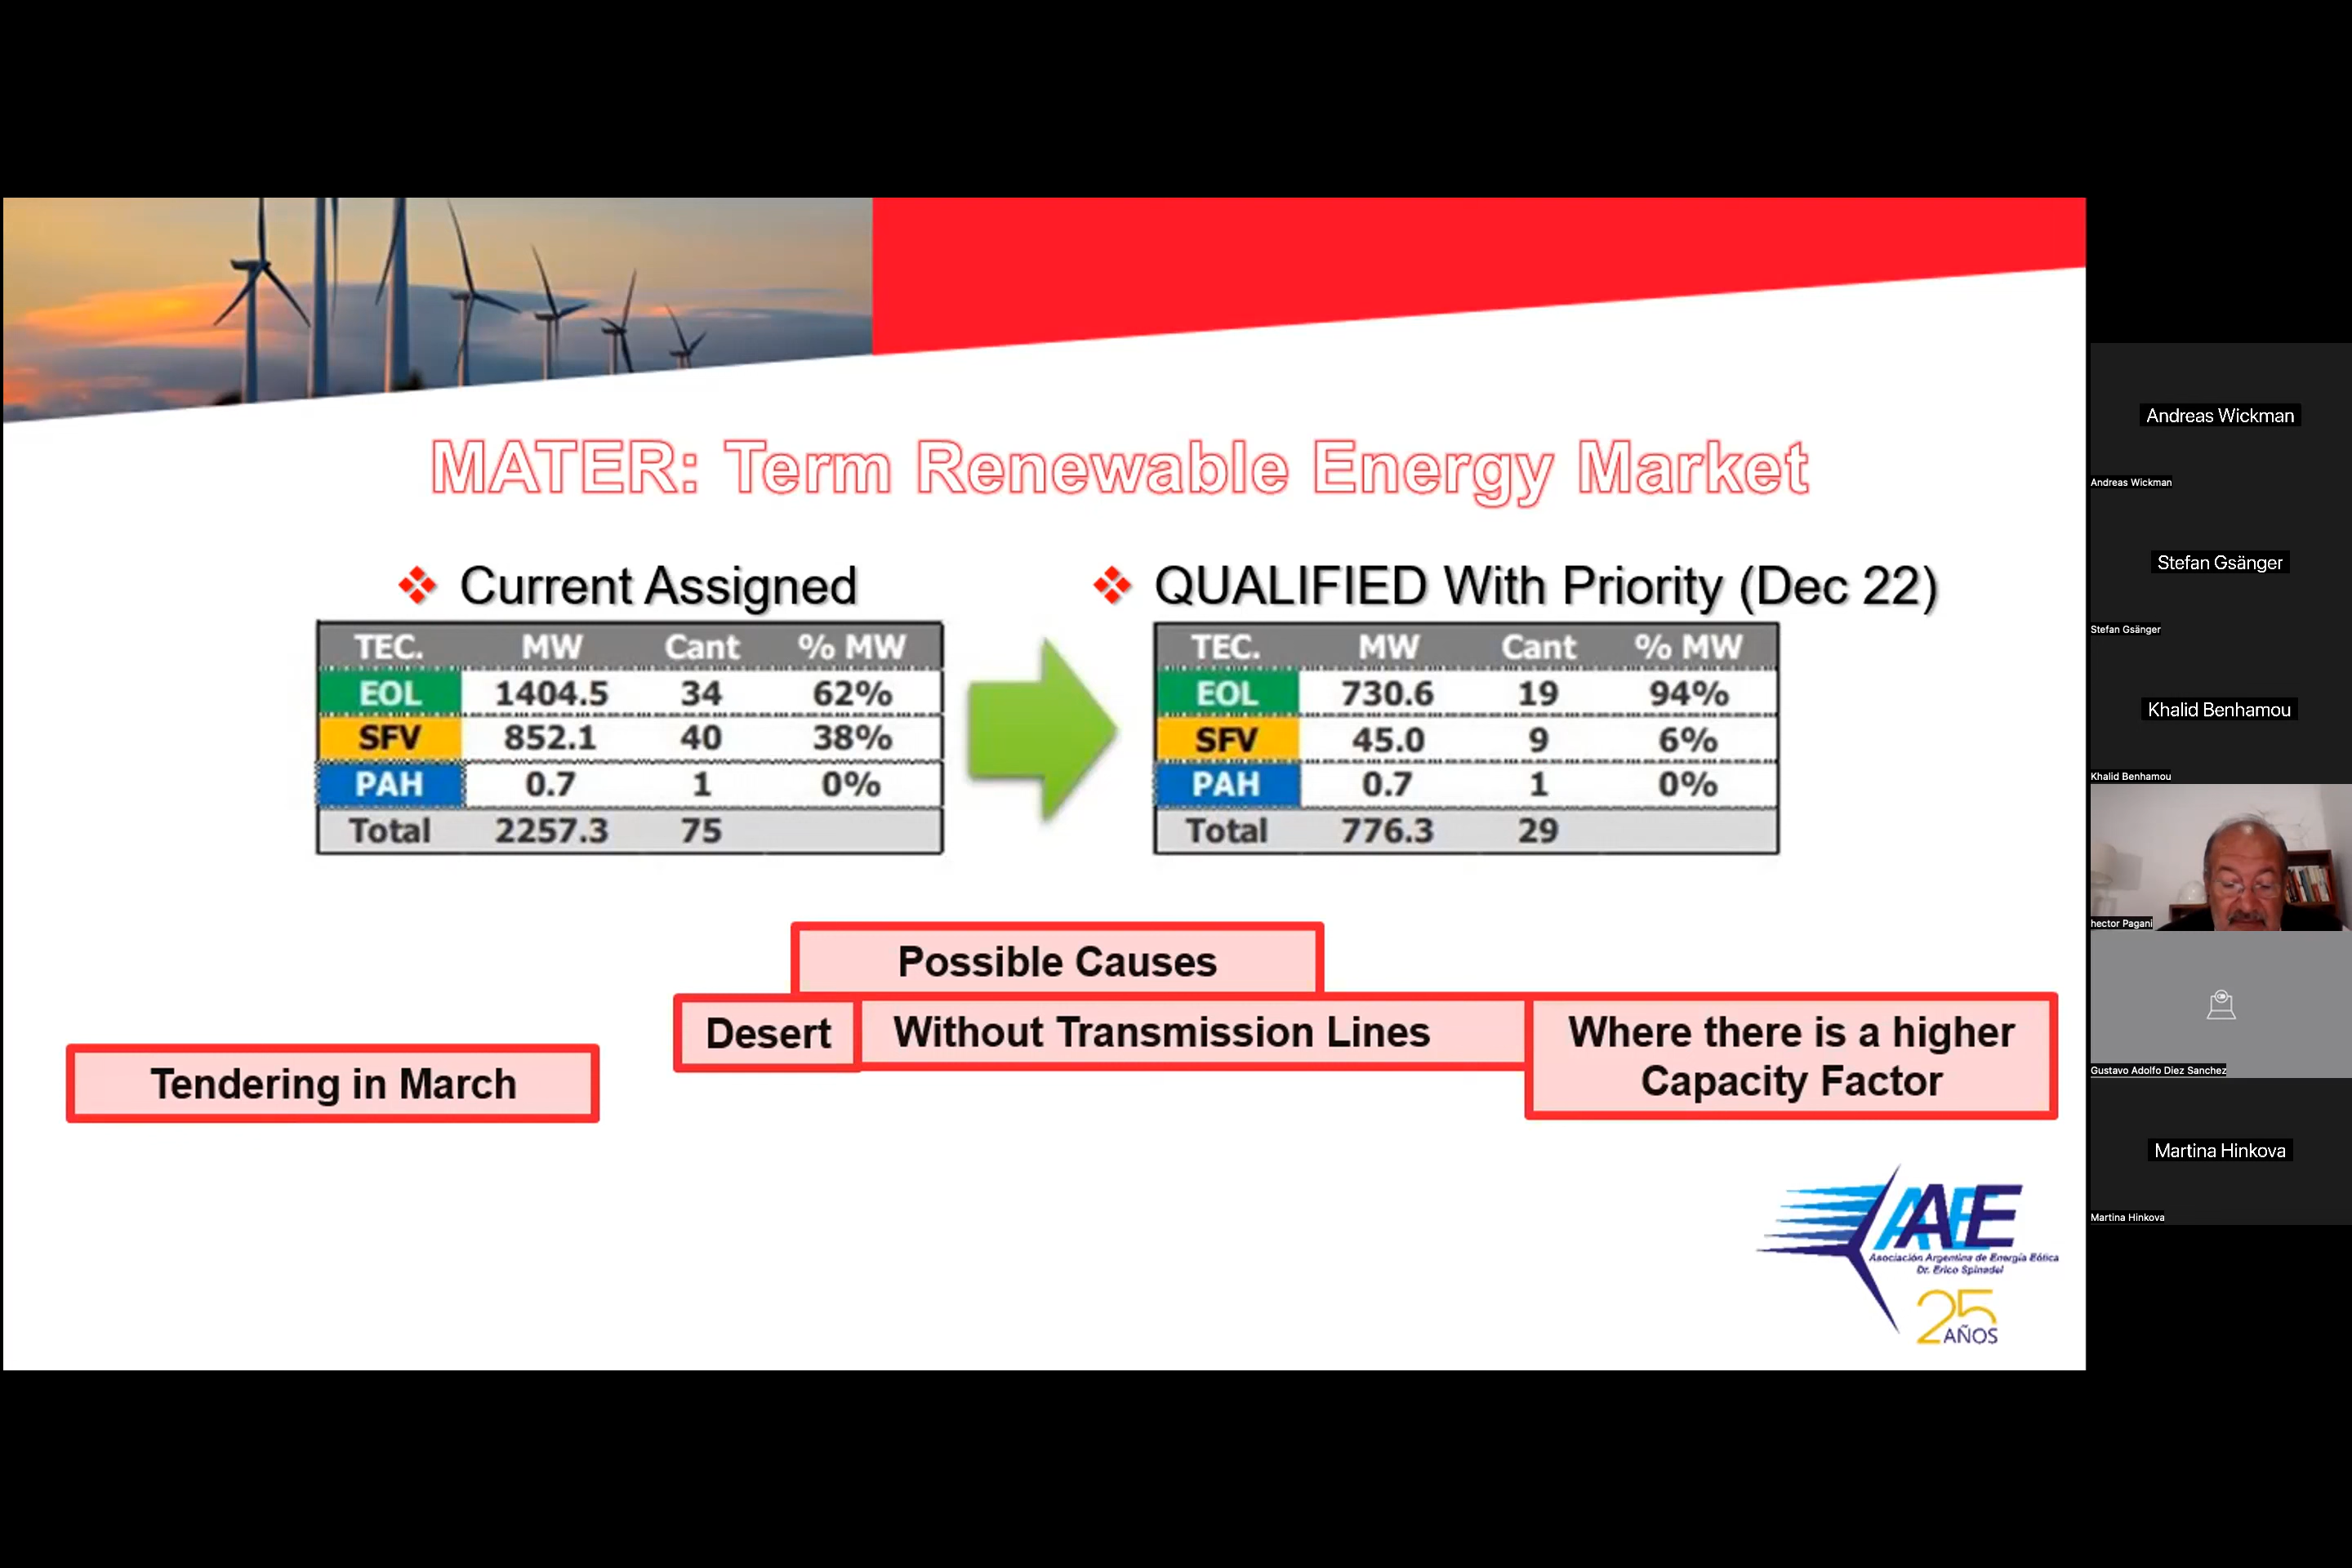 MATER: Term Renewable Energy Market
Current Assigned
TEC. MW Cant % MW
EOL 1404.5 34 62%
SFV 852.1 40 38%
PAH 0.7 1 0%
Total 2257.3 75
QUALIFIED With Priority (Dec 22)
TEC. MW Cant % MW
EOL 730.6 19 94%
SFV 45.0 9 6%
PAH 0.7 1 0%
Total 776.3 29
Possible Causes
Desert
Without Transmission Lines
Where there is a higher
Capacity Factor
Tendering in March
AAEE
Asociación Argentina de Energía Eólica
Dr. Erico Spinadel
25
AÑOS
Andreas Wickman
Andreas Wickman
Stefan Gsänger
Stefan Gsänger
Khalid Benhamou
Khalid Benhamou
hector Pagani
Gustavo Adolfo Diez Sanchez
Martina Hinkova
Martina Hinkova